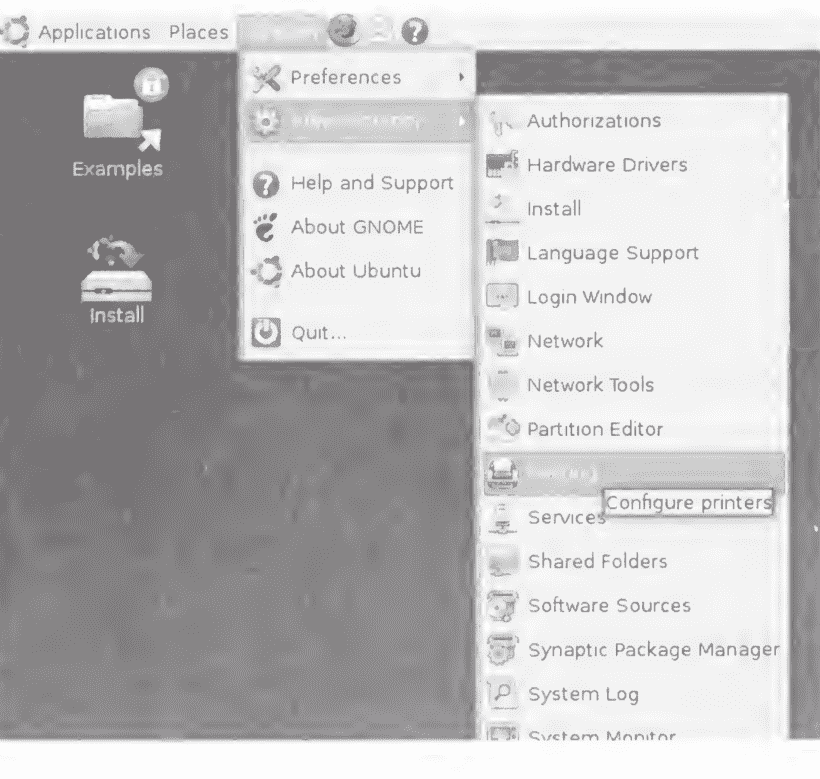 Applications Places
Preferences
Help and Support
About GNOME
About Ubuntu
Quit...
Examples
Install
Authorizations
Hardware Drivers
Install
Language Support
Login Window
Network
Network Tools
Partition Editor
Configure printers
Services
Shared Folders
Software Sources
Synaptic Package Manager
System Log
System Monitor